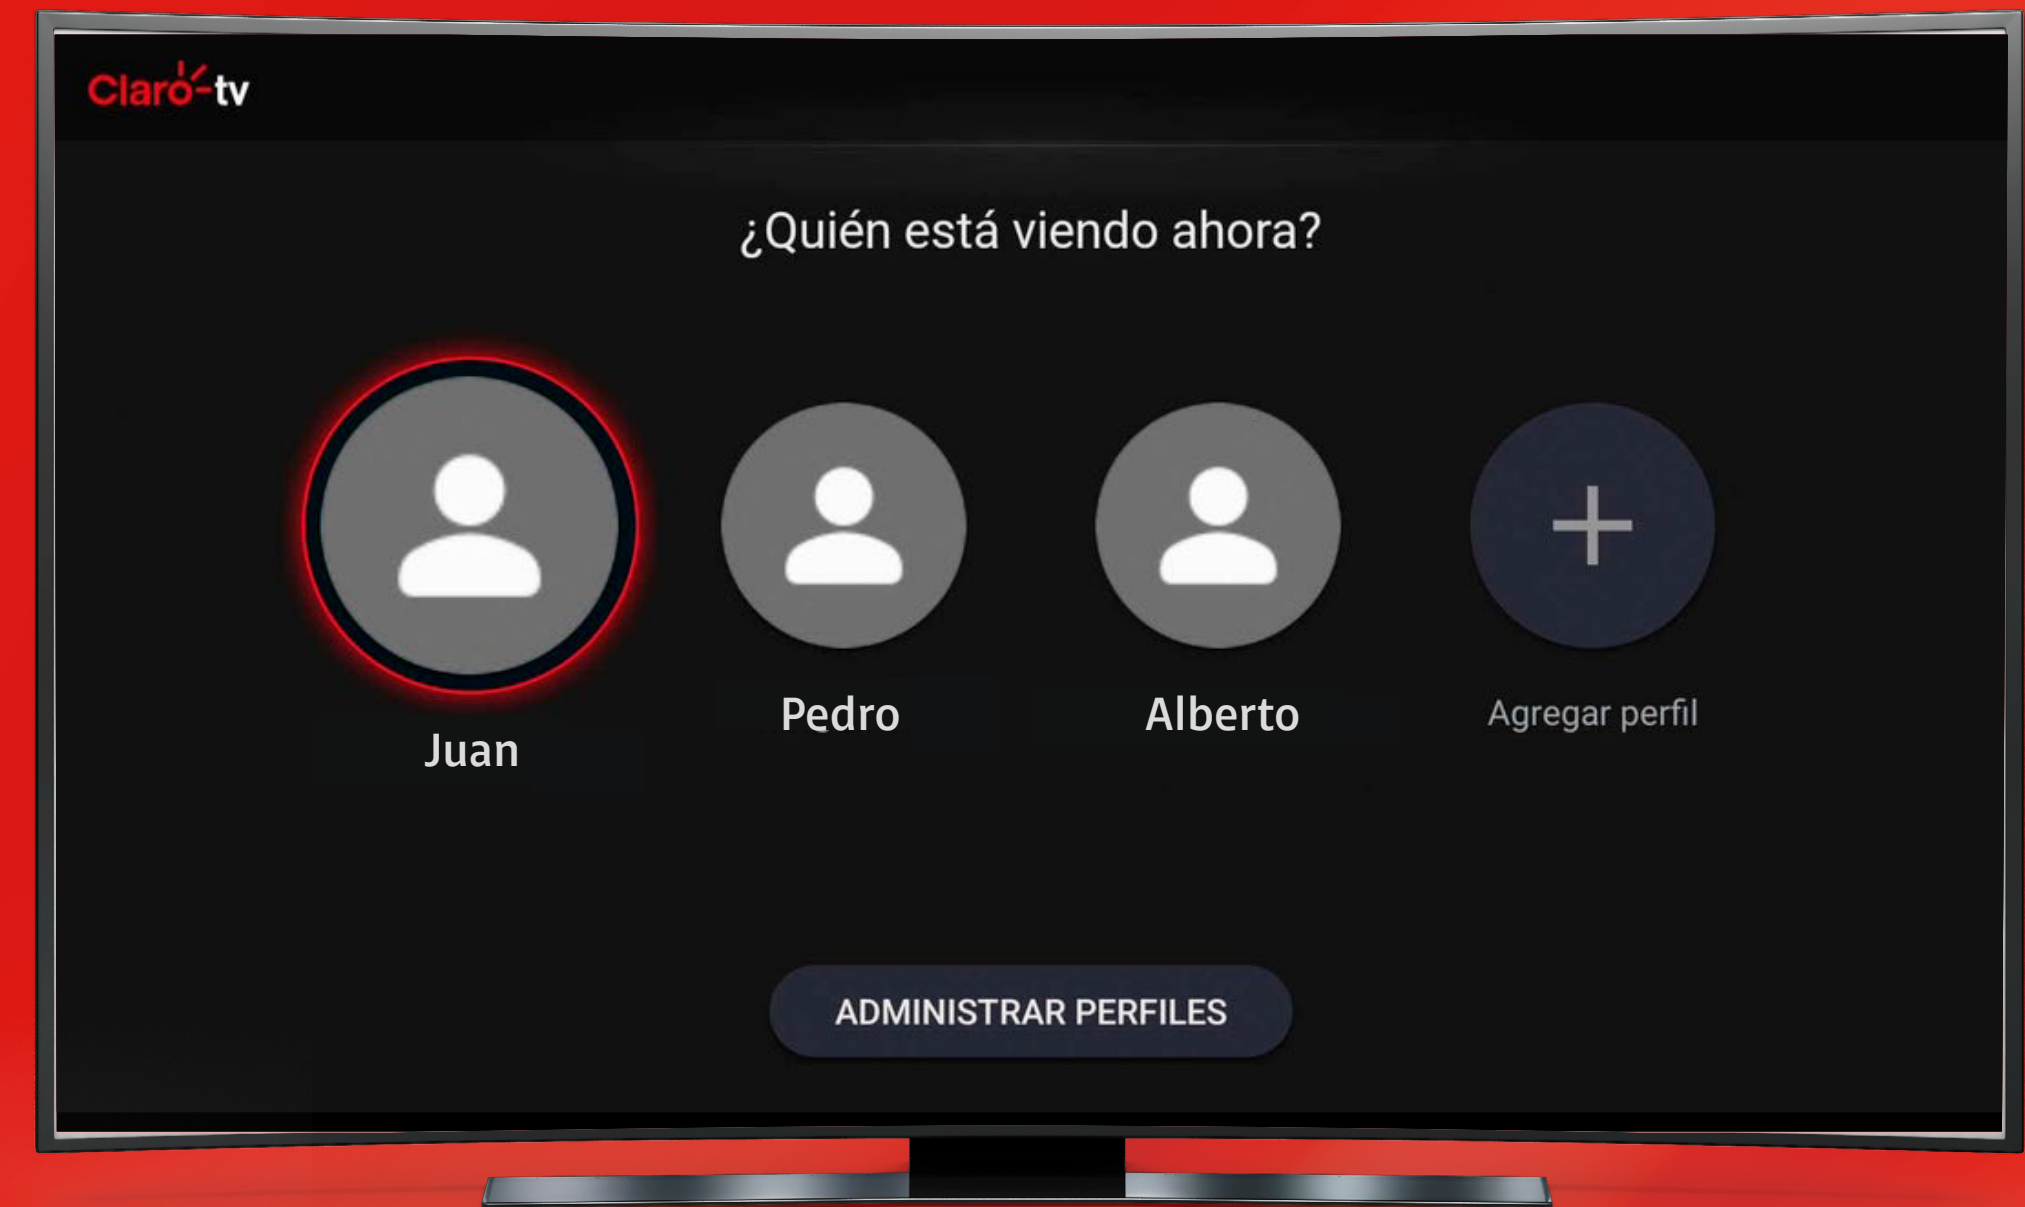 Claro-tv
¿Quién está viendo ahora?
Juan
Pedro
Alberto
Agregar perfil
ADMINISTRAR PERFILES